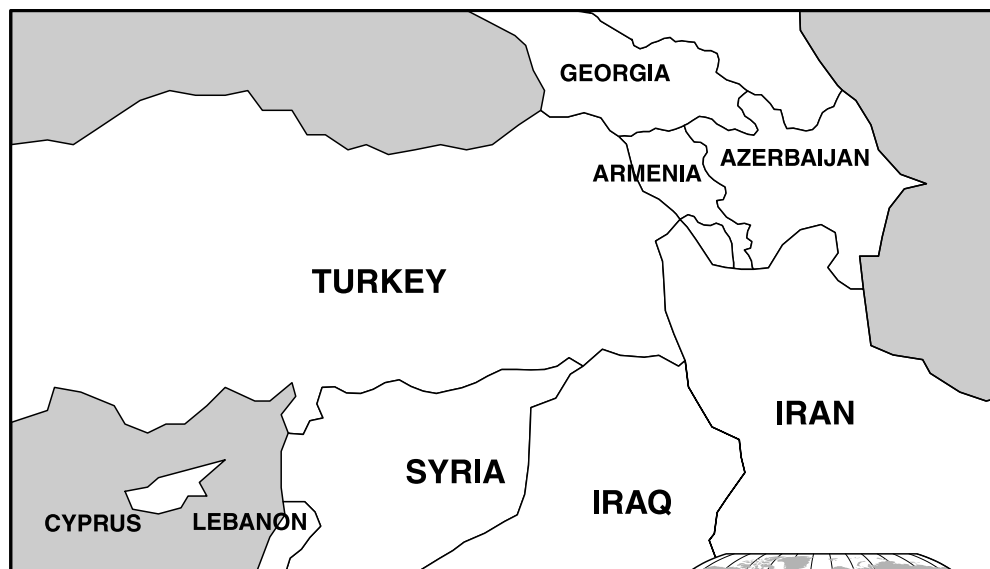 GEORGIA
AZERBAIJAN
ARMENIA
TURKEY
IRAN
SYRIA
IRAQ
CYPRUS
LEBANON